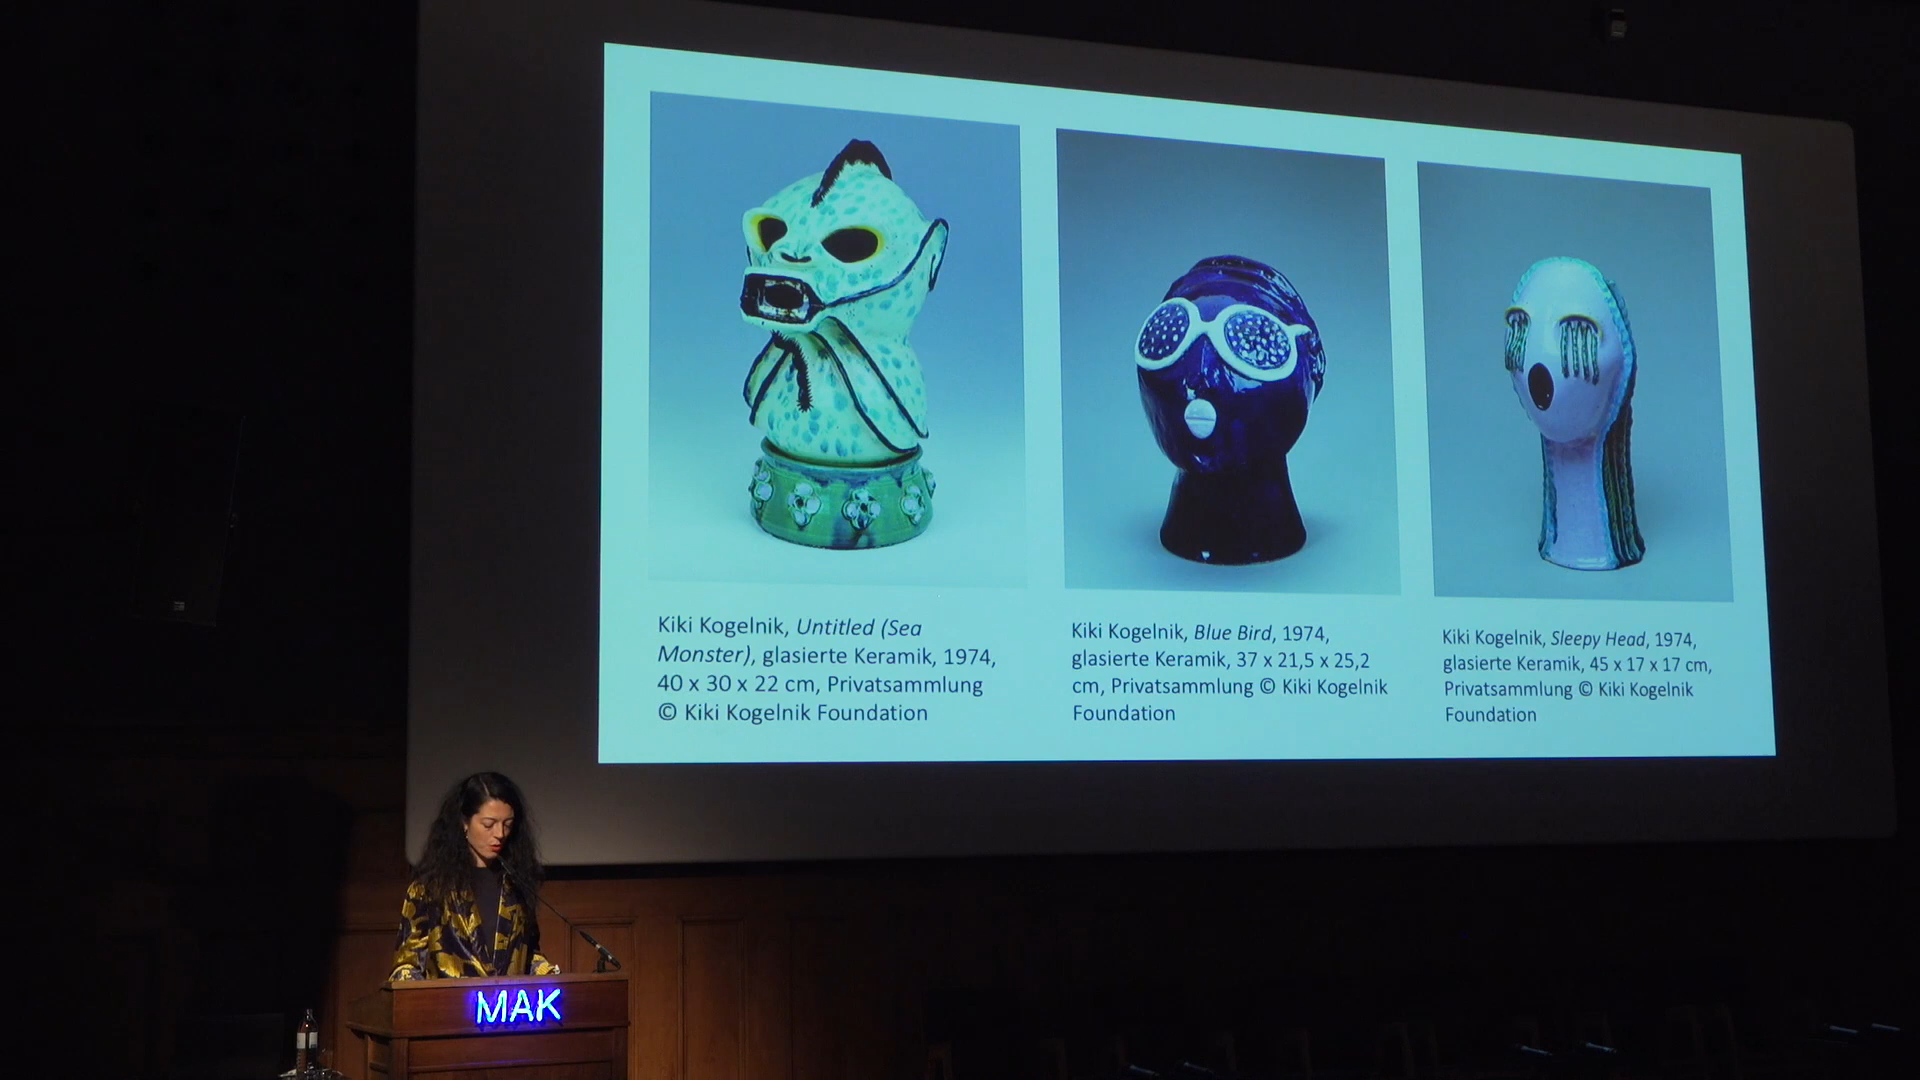 Kiki Kogelnik, Untitled (Sea
Monster), glasierte Keramik, 1974,
40 x 30 x 22 cm, Privatsammlung
© Kiki Kogelnik Foundation
Kiki Kogelnik, Blue Bird, 1974,
glasierte Keramik, 37 x 21,5 x 25,2
cm, Privatsammlung © Kiki Kogelnik
Foundation
Kiki Kogelnik, Sleepy Head, 1974,
glasierte Keramik, 45 x 17 x 17 cm,
Privatsammlung © Kiki Kogelnik
Foundation
MAK